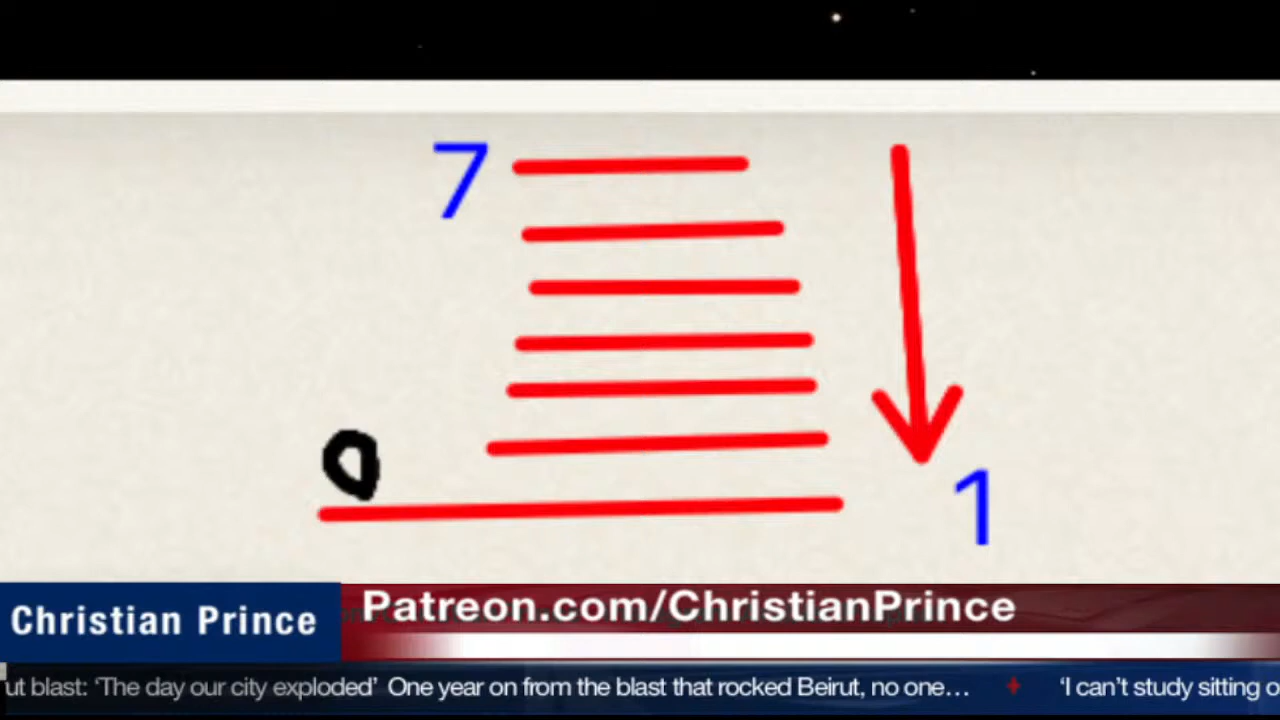 7
0
1
Christian Prince
Patreon.com/ChristianPrince
ut blast: ‘The day our city exploded’ One year on from the blast that rocked Beirut, no one… ‘I can’t study sitting o